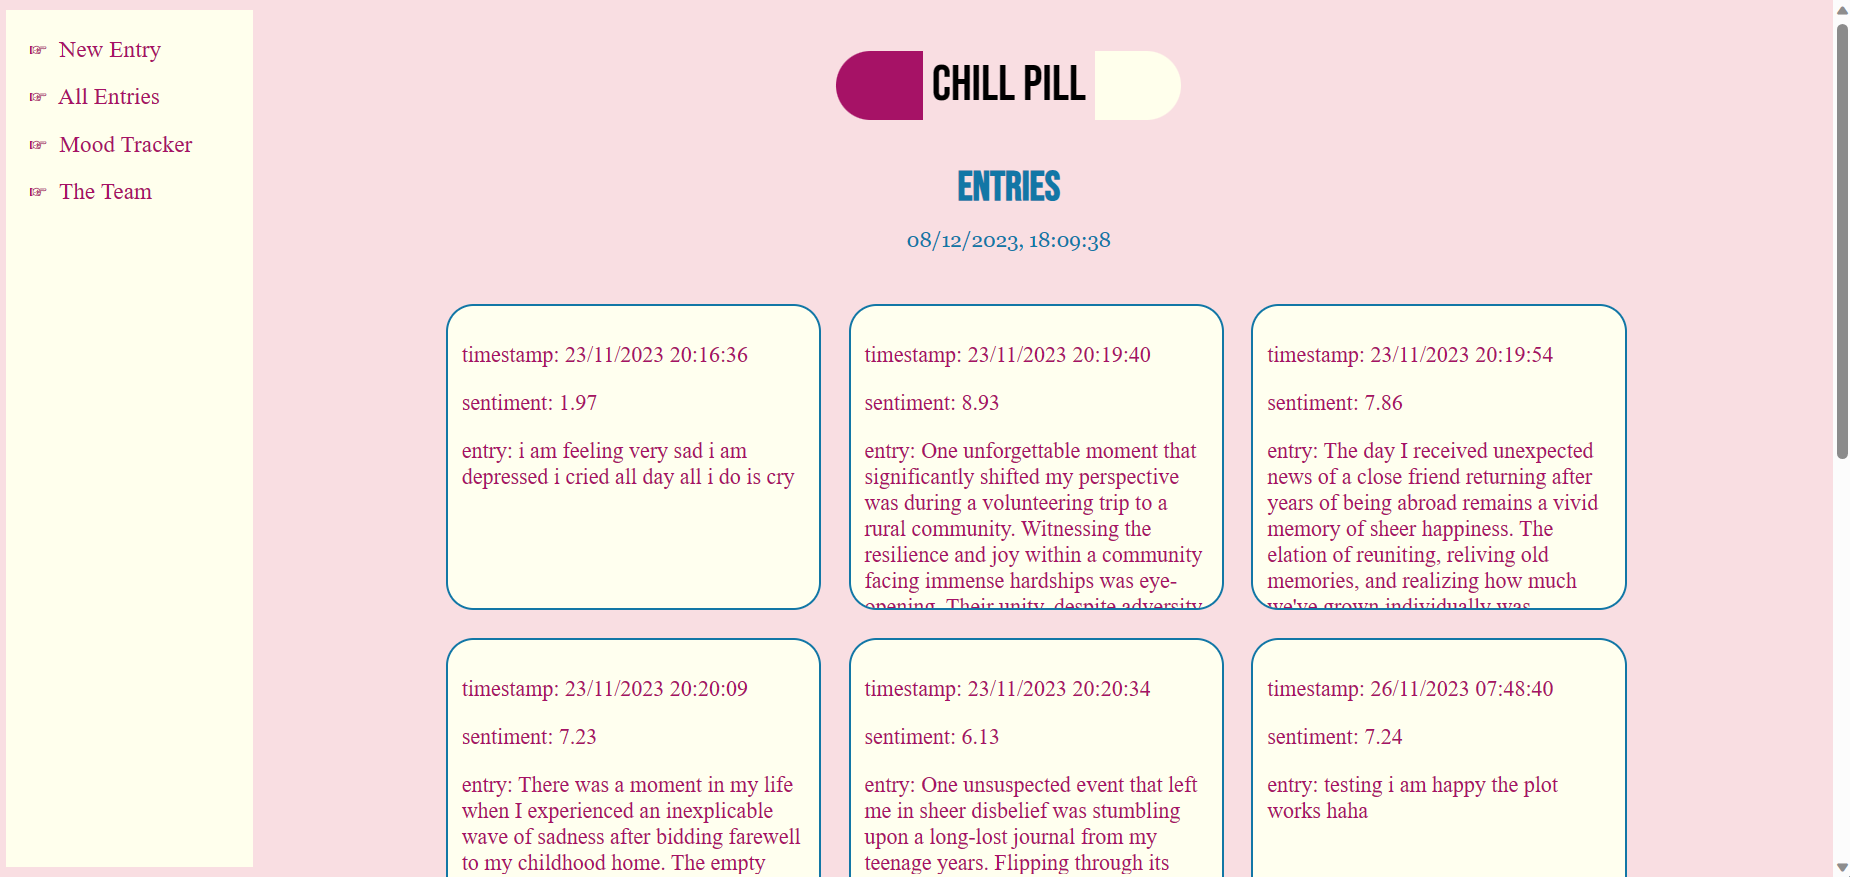 ☞ New Entry
☞ All Entries
☞ Mood Tracker
☞ The Team
CHILL PILL
ENTRIES
08/12/2023, 18:09:38
timestamp: 23/11/2023 20:16:36
sentiment: 1.97
entry: i am feeling very sad i am
depressed i cried all day all i do is cry
timestamp: 23/11/2023 20:19:40
sentiment: 8.93
entry: One unforgettable moment that
significantly shifted my perspective
was during a volunteering trip to a
rural community. Witnessing the
resilience and joy within a community
facing immense hardships was eye-
opening. Their unity, despite adversity
timestamp: 23/11/2023 20:19:54
sentiment: 7.86
entry: The day I received unexpected
news of a close friend returning after
years of being abroad remains a vivid
memory of sheer happiness. The
elation of reuniting, reliving old
memories, and realizing how much
we've grown individually was
timestamp: 23/11/2023 20:20:09
sentiment: 7.23
entry: There was a moment in my life
when I experienced an inexplicable
wave of sadness after bidding farewell
to my childhood home. The empty
timestamp: 23/11/2023 20:20:34
sentiment: 6.13
entry: One unsuspected event that left
me in sheer disbelief was stumbling
upon a long-lost journal from my
teenage years. Flipping through its
timestamp: 26/11/2023 07:48:40
sentiment: 7.24
entry: testing i am happy the plot
works haha